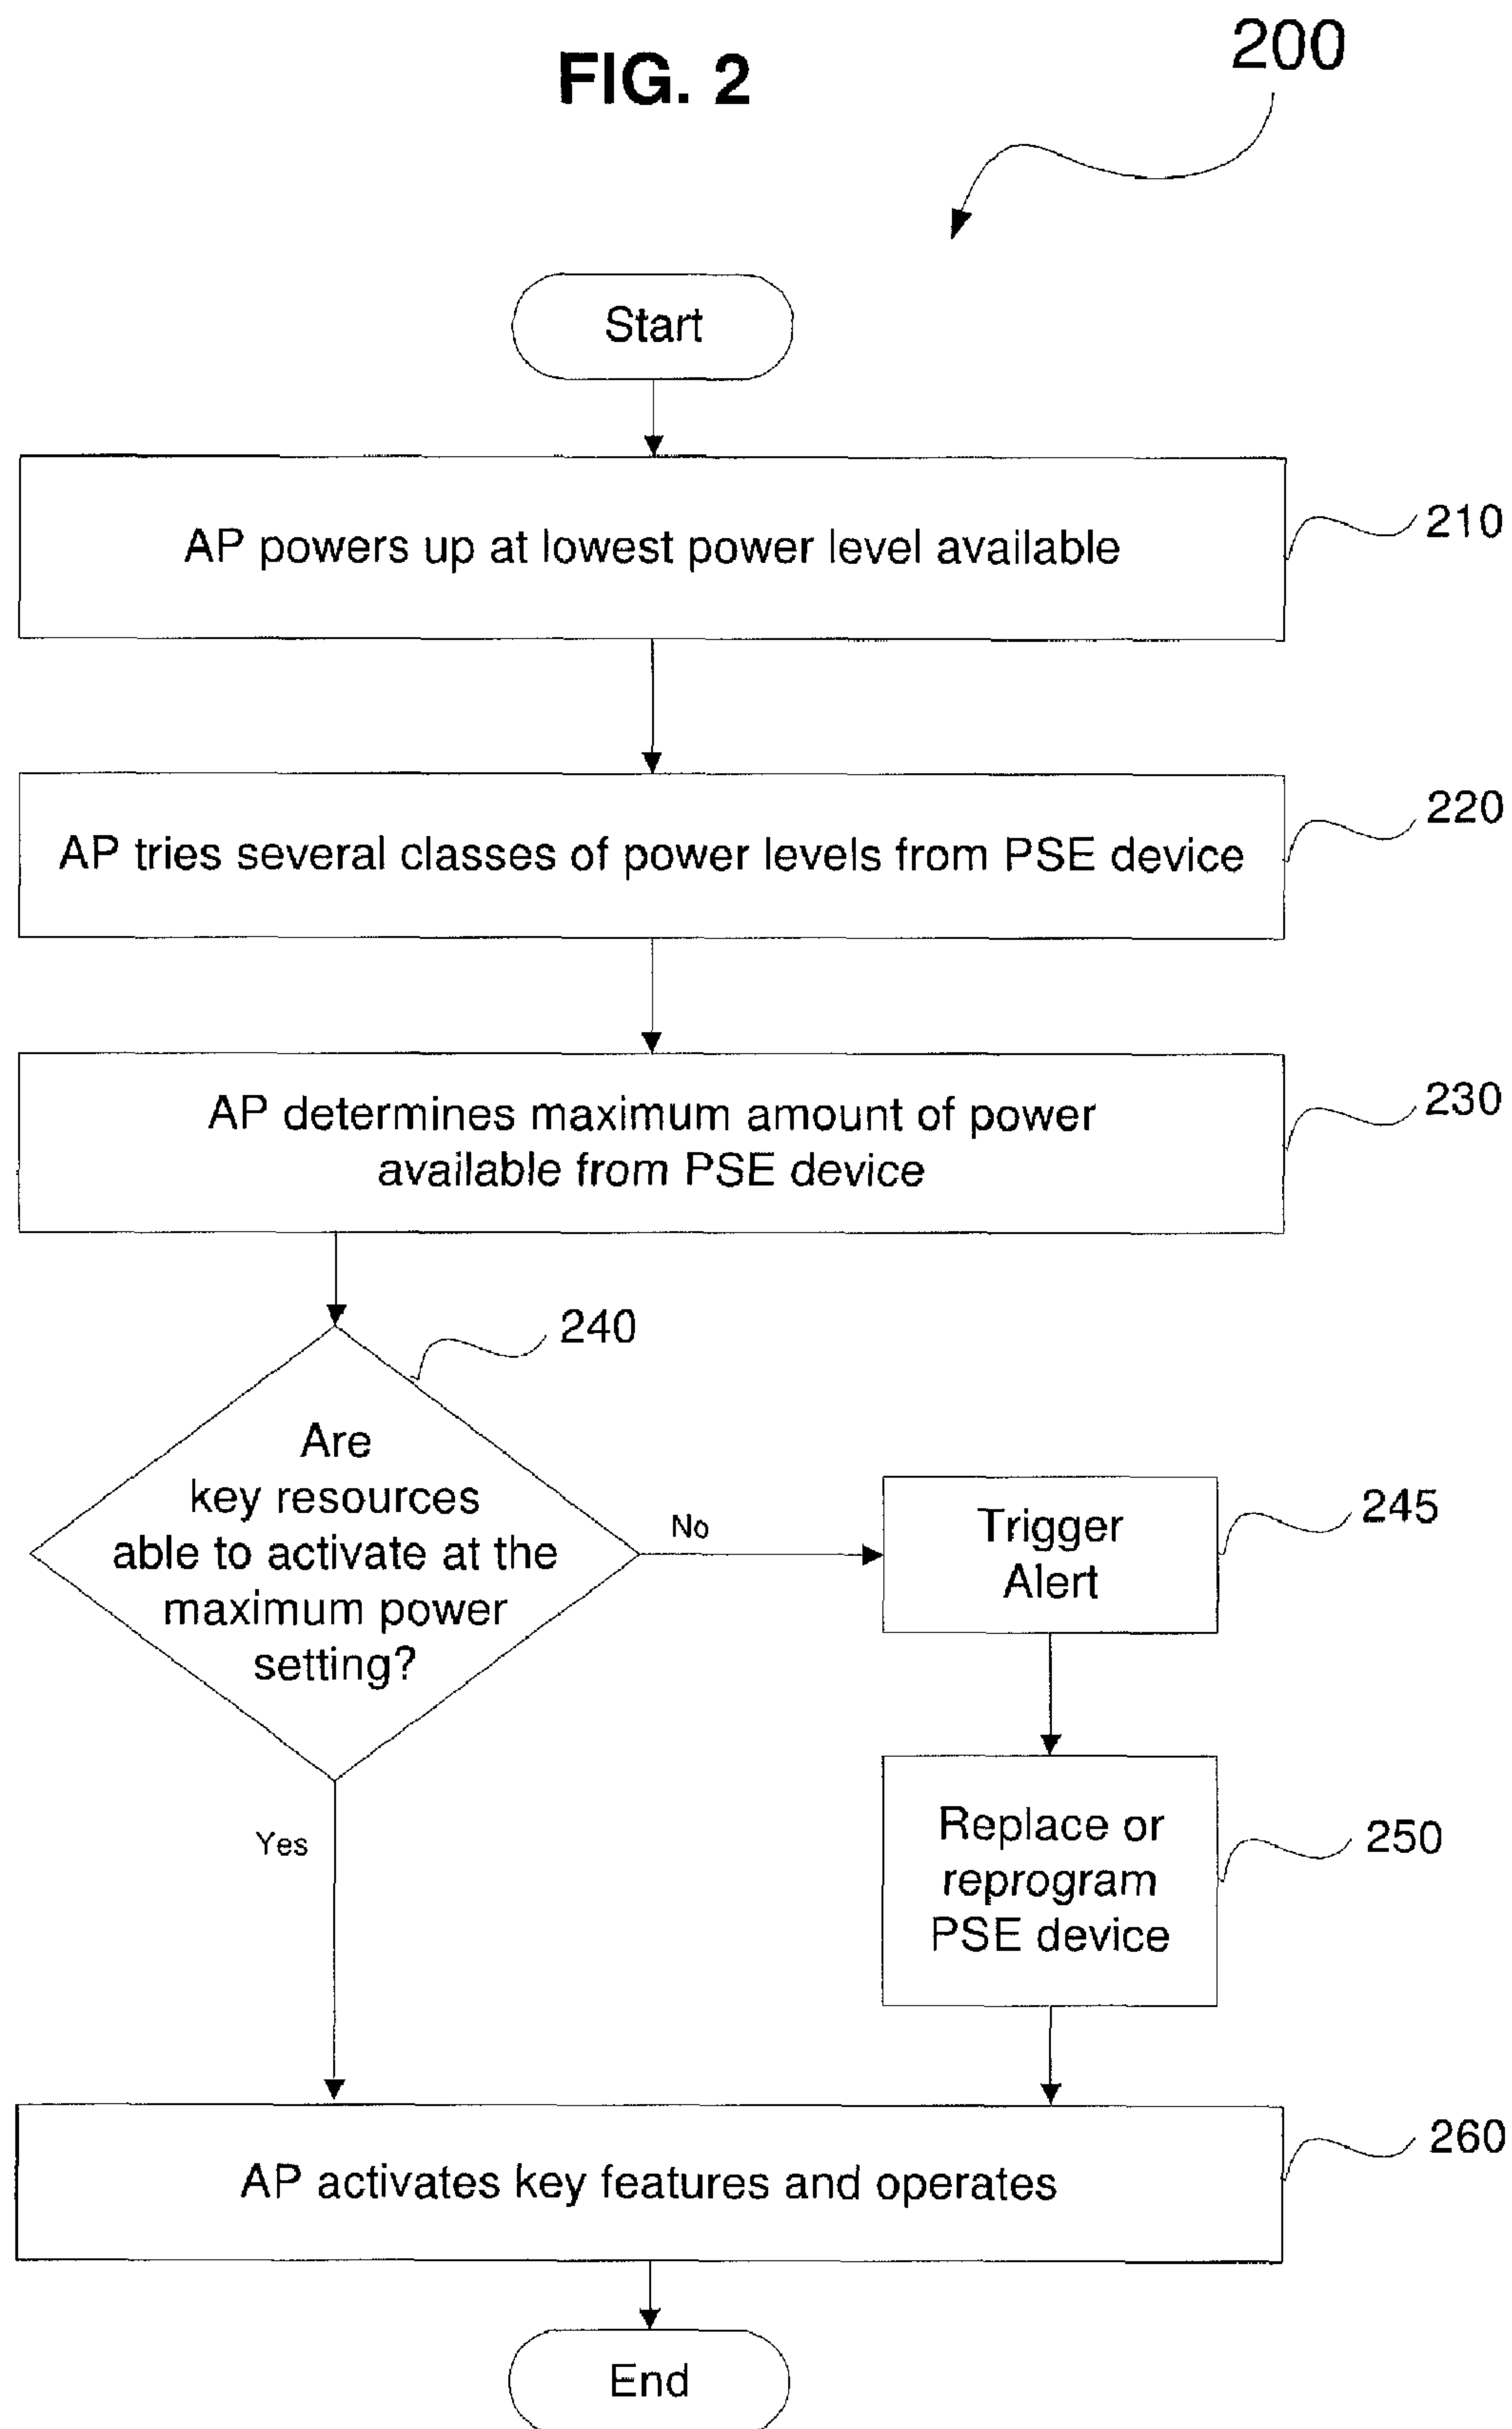 FIG. 2
200
Start
AP powers up at lowest power level available
210
AP tries several classes of power levels from PSE device
220
AP determines maximum amount of power
available from PSE device
230
240
Are
key resources
able to activate at the
maximum power
setting?
No
Trigger
Alert
245
Yes
Replace or
reprogram
PSE device
250
AP activates key features and operates
260
End